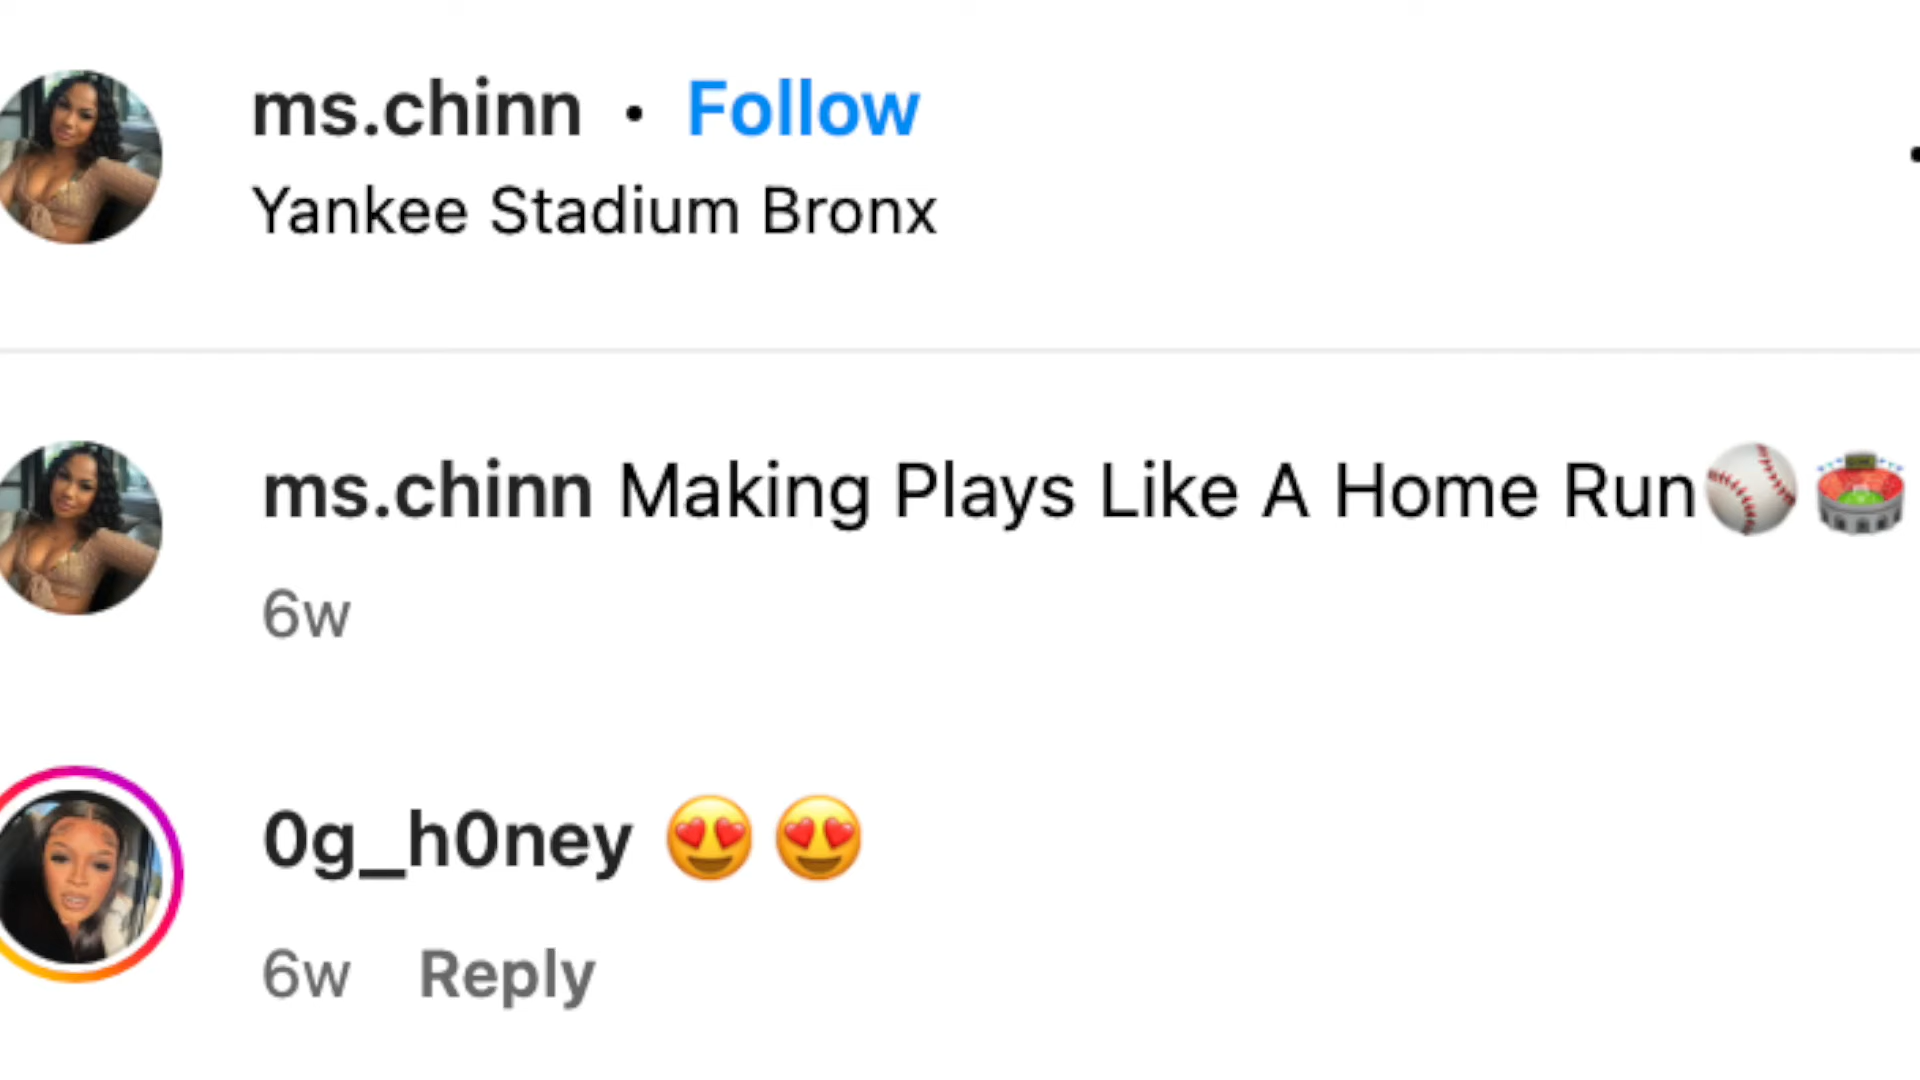 ms.chinn • Follow
Yankee Stadium Bronx
ms.chinn Making Plays Like A Home Run⚾🏟️
6w
0g_h0ney 😍😍
6w Reply